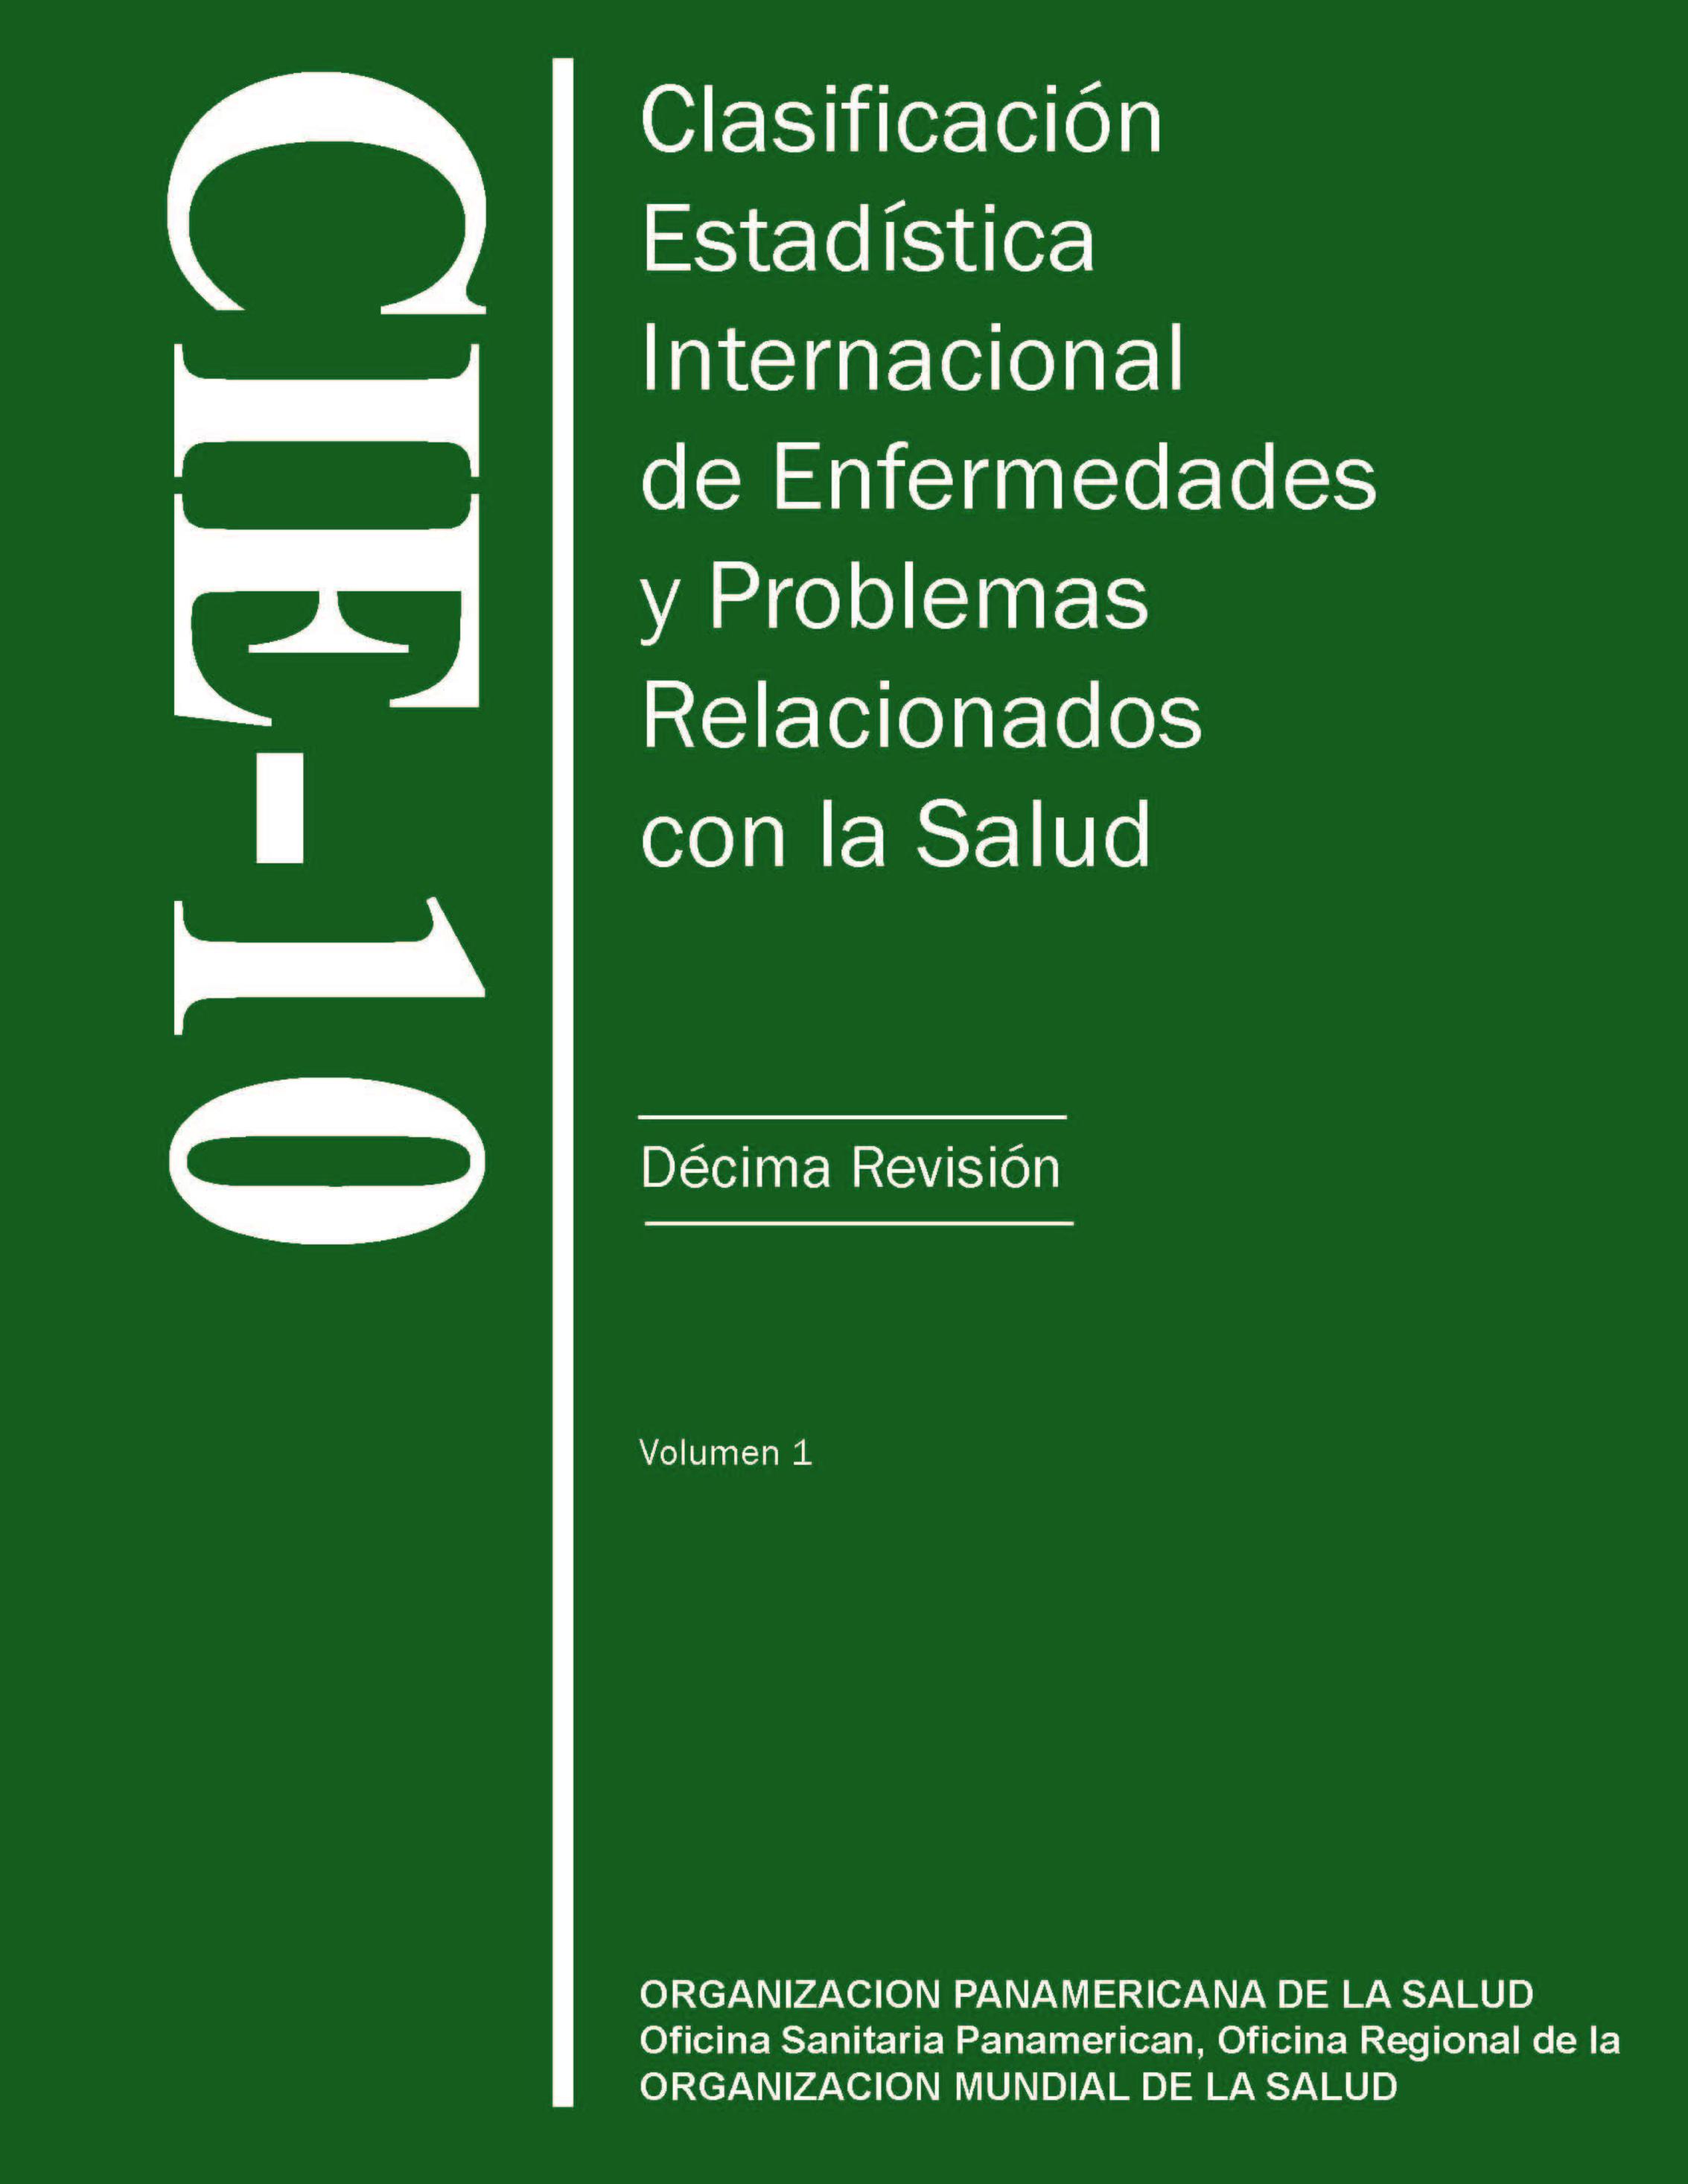 CIE-10
Clasificación
Estadística
Internacional
de Enfermedades
y Problemas
Relacionados
con la Salud
Décima Revisión
Volumen 1
ORGANIZACION PANAMERICANA DE LA SALUD
Oficina Sanitaria Panamerican, Oficina Regional de la
ORGANIZACION MUNDIAL DE LA SALUD